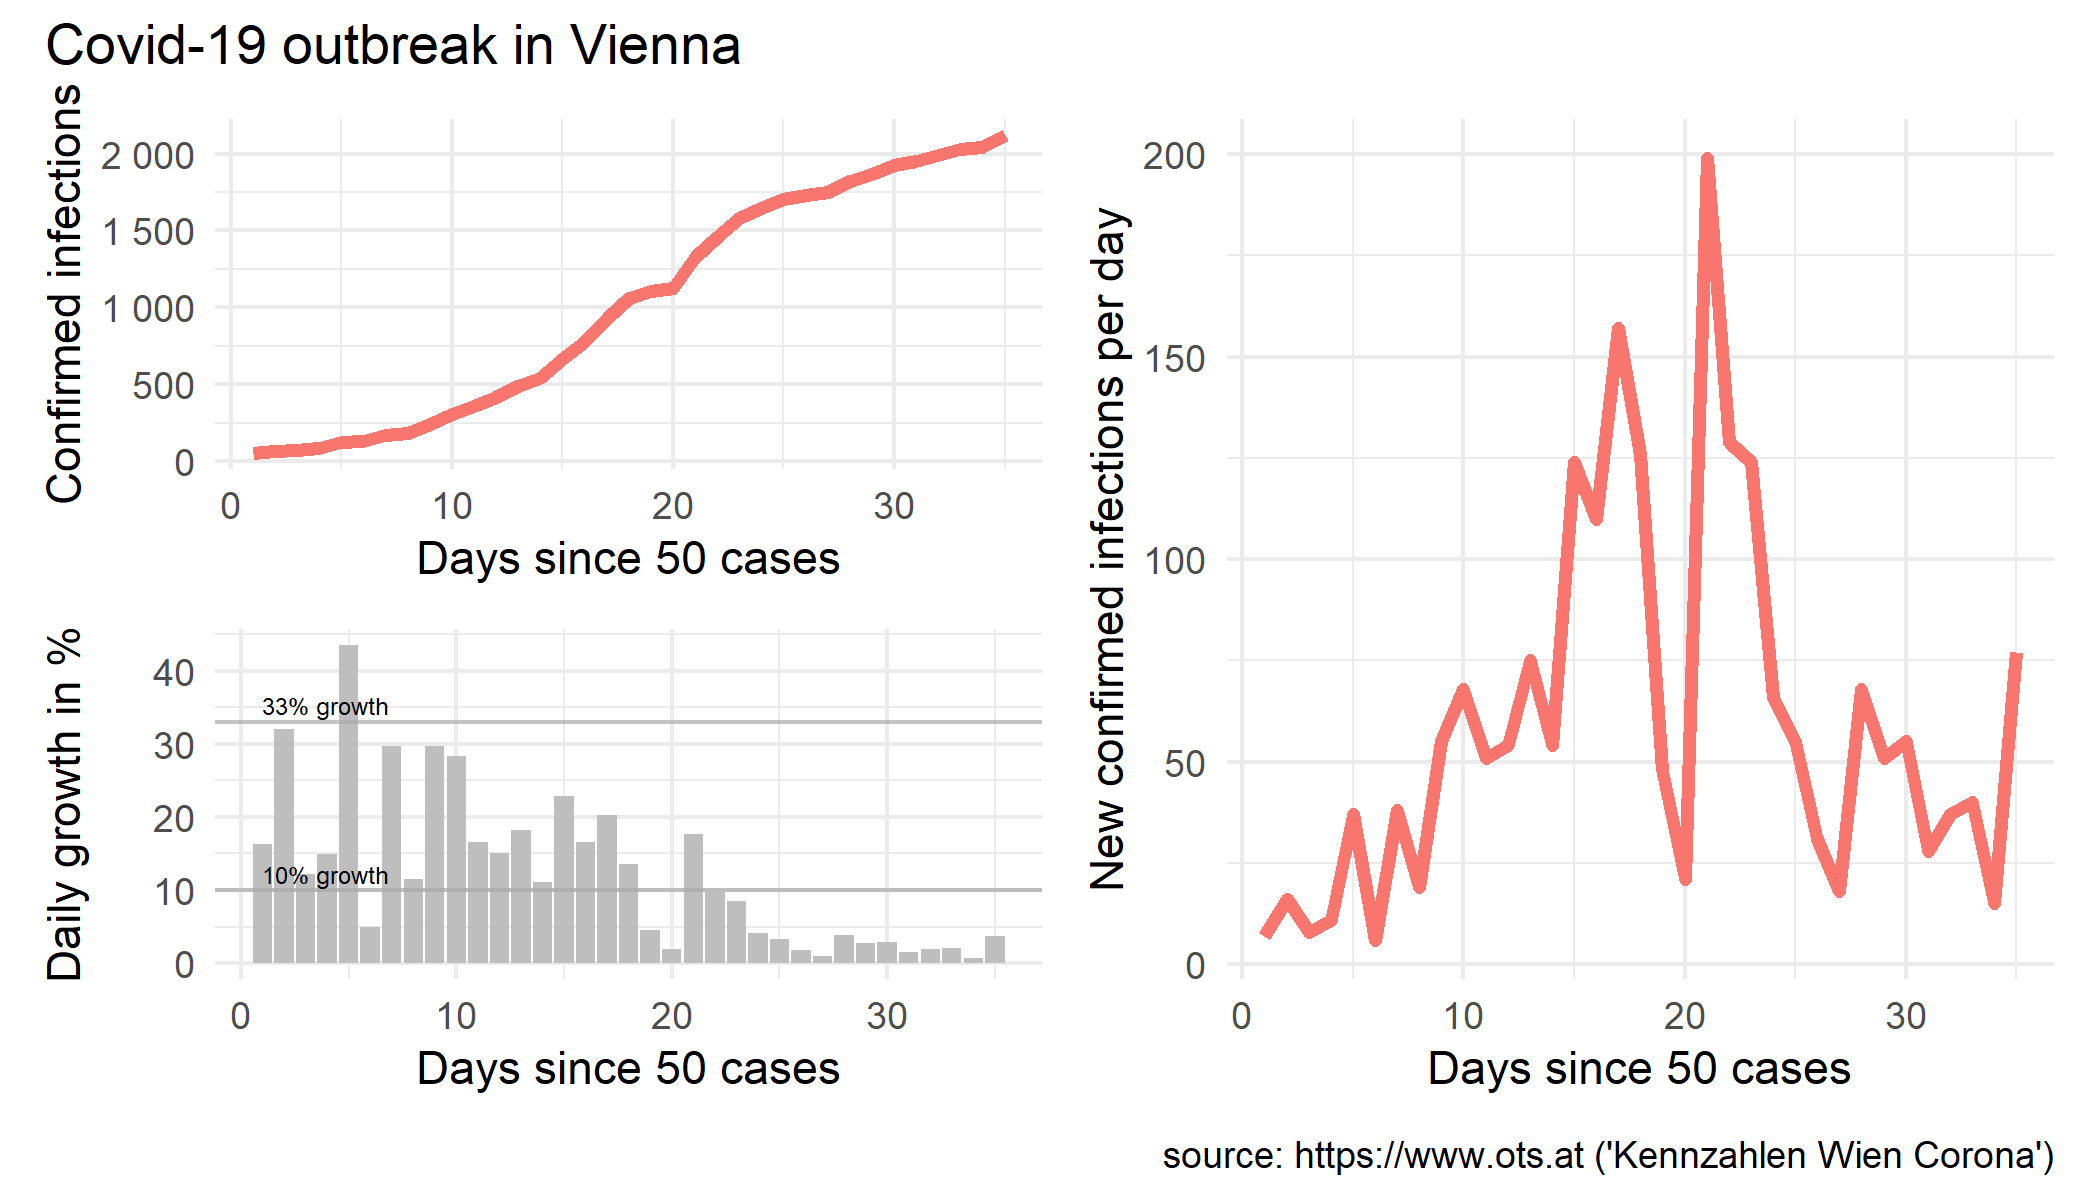 Covid-19 outbreak in Vienna
Confirmed infections
2 000
1 500
1 000
500
0
0 10 20 30
Days since 50 cases
Daily growth in %
40
30
20
10
0
33% growth
10% growth
0 10 20 30
Days since 50 cases
New confirmed infections per day
200
150
100
50
0
0 10 20 30
Days since 50 cases
source: https://www.ots.at ('Kennzahlen Wien Corona')